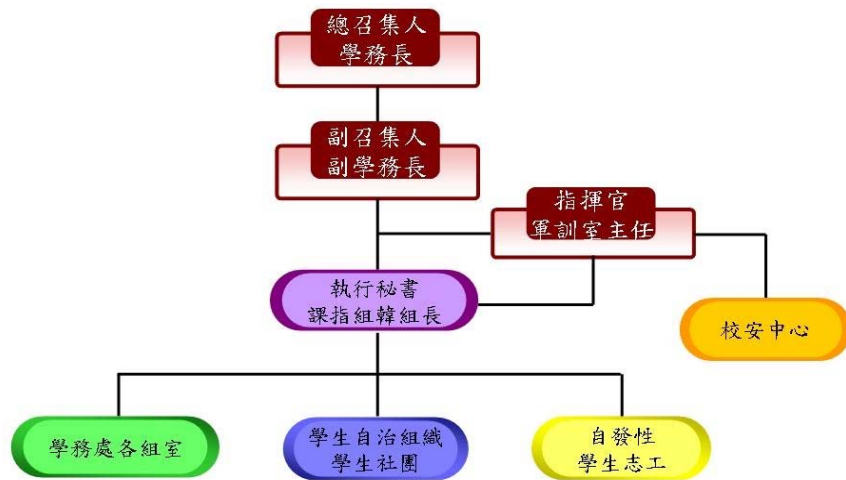 總召集人
學務長
副召集人
副學務長
指揮官
軍訓室主任
執行秘書
課指組韓組長
校安中心
學務處各組室
學生自治組織
學生社團
自發性
學生志工